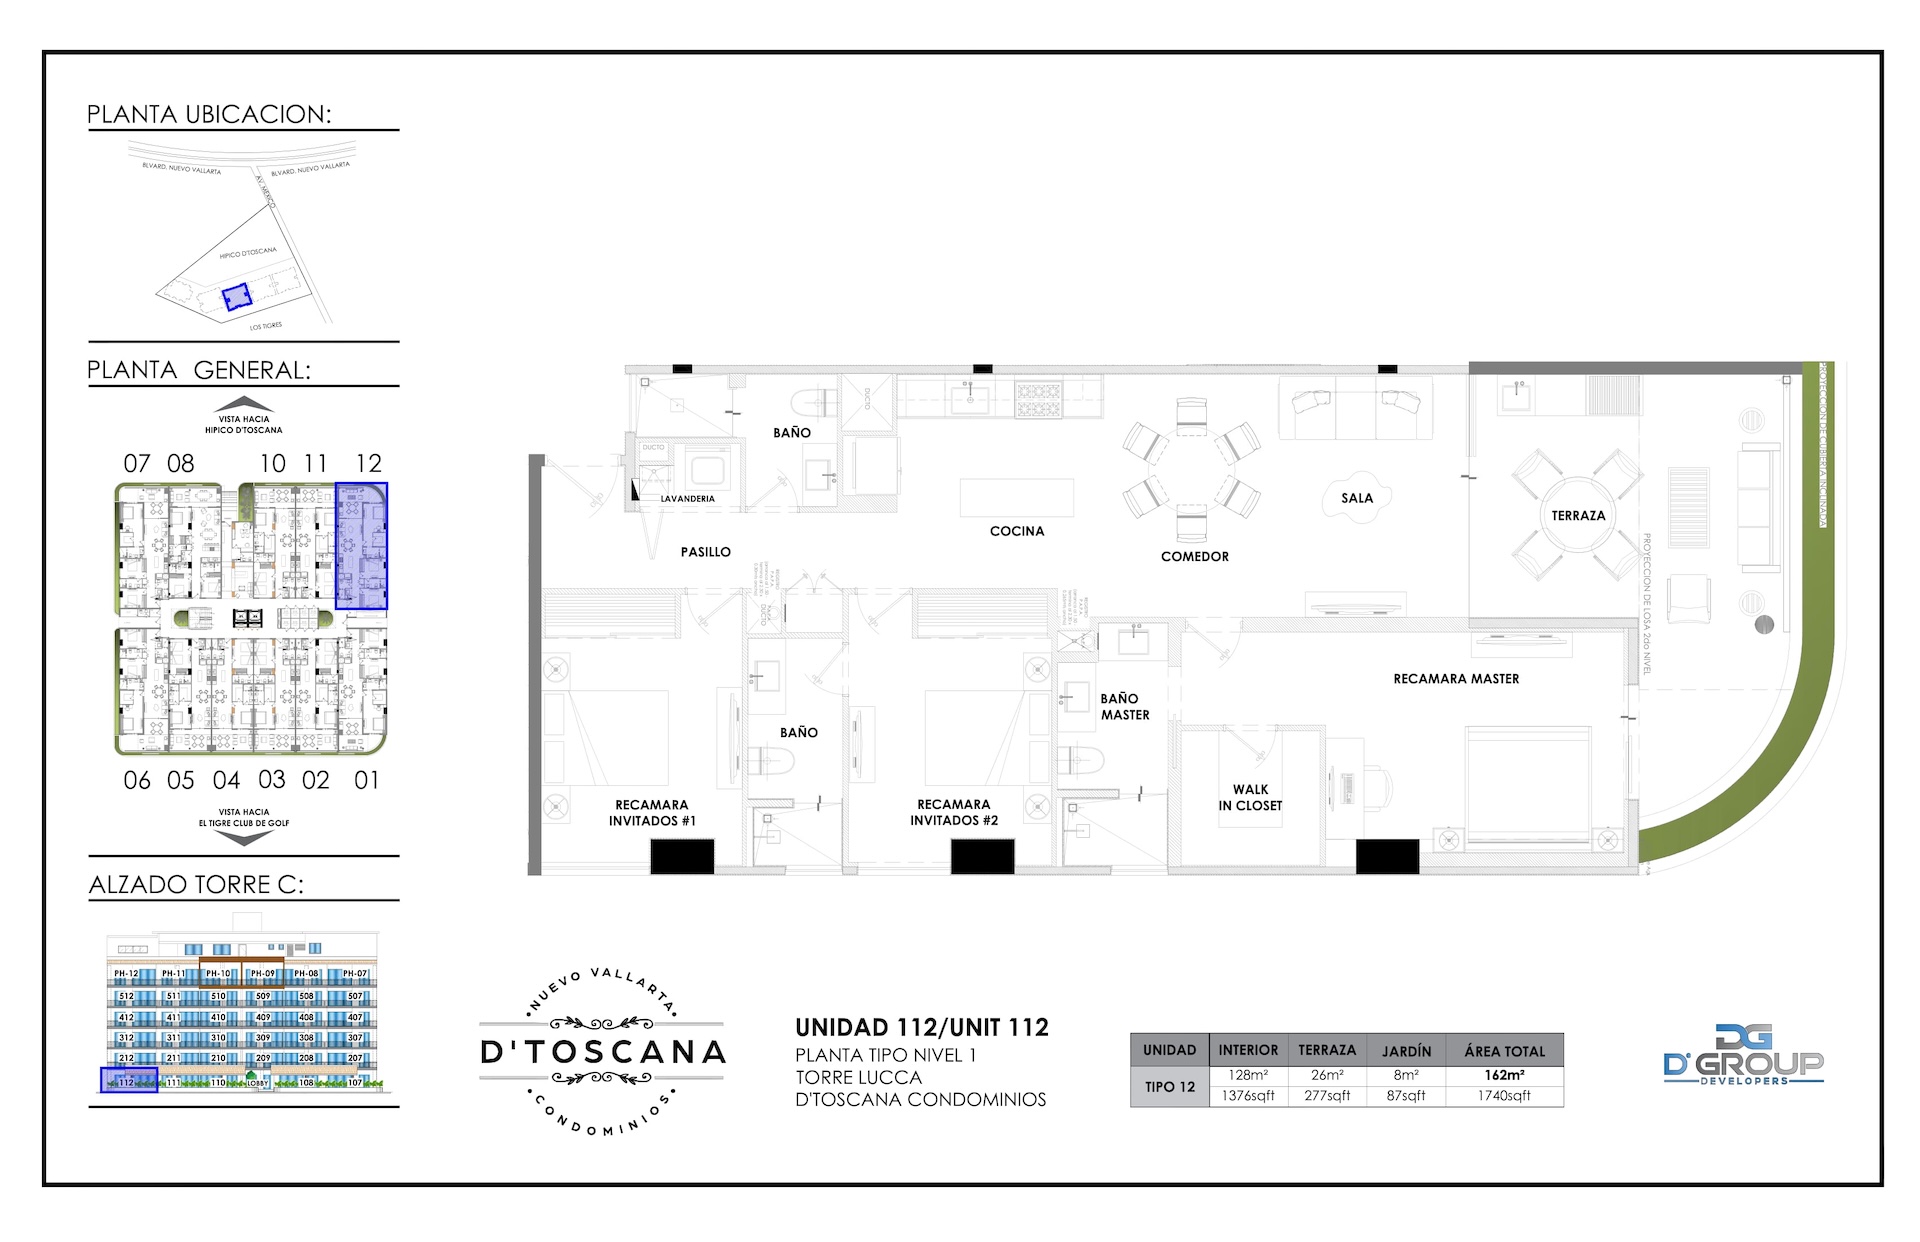 PLANTA UBICACION:
BLVARD. NUEVO VALLARTA
BLVARD. NUEVO VALLARTA
AV. MEXICO
HIPICO D'TOSCANA
LOS TIGRES
PLANTA GENERAL:
VISTA HACIA
HIPICO D'TOSCANA
07 08 10 11 12
06 05 04 03 02 01
VISTA HACIA
EL TIGRE CLUB DE GOLF
ALZADO TORRE C:
PH-12 PH-11 PH-10 PH-09 PH-08 PH-07
512 511 510 509 508 507
412 411 410 409 408 407
312 311 310 309 308 307
212 211 210 209 208 207
112 111 110 LOBBY 108 107
BAÑO
DUCTO
DUCTO
LAVANDERIA
PASILLO
COCINA
COMEDOR
SALA
TERRAZA
PROYECCION DE CUBIERTA INCLINADA
PROYECCION DE LOSA 2do NIVEL
DUCTO
RECAMARA
INVITADOS #1
BAÑO
RECAMARA
INVITADOS #2
BAÑO
MASTER
WALK
IN CLOSET
RECAMARA MASTER
NUEVO VALLARTA
D'TOSCANA
CONDOMINIOS
UNIDAD 112/UNIT 112
PLANTA TIPO NIVEL 1
TORRE LUCCA
D'TOSCANA CONDOMINIOS
UNIDAD INTERIOR TERRAZA JARDÍN ÁREA TOTAL
TIPO 12 128m² 26m² 8m² 162m²
1376sqft 277sqft 87sqft 1740sqft
DG
D'GROUP
DEVELOPERS